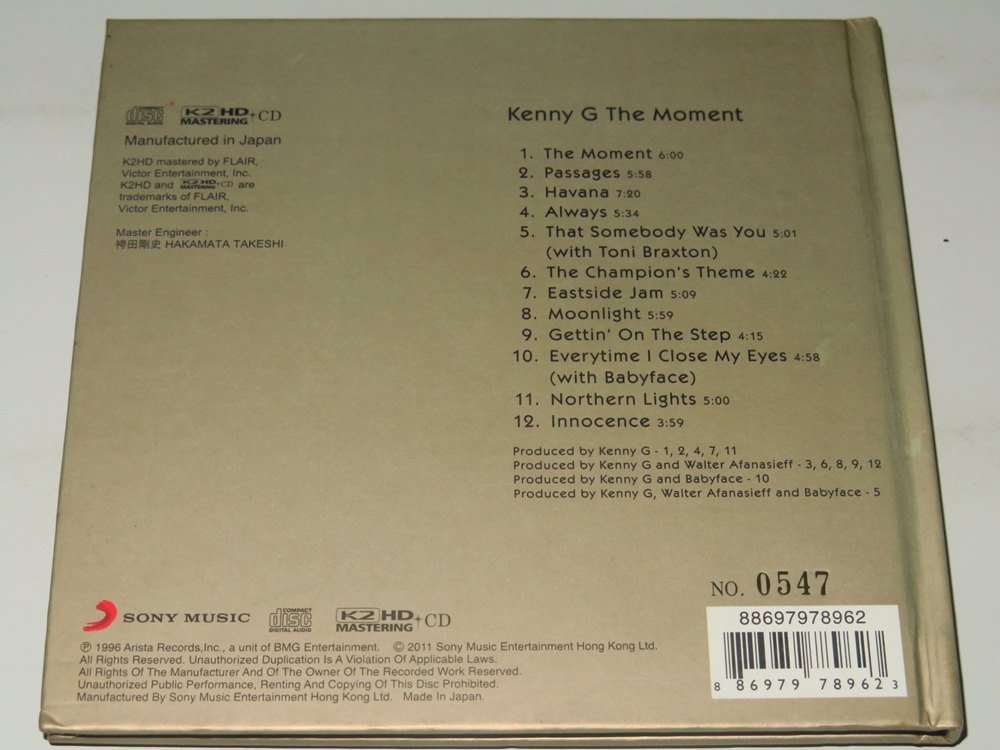 COMPACT
disc
DIGITAL AUDIO
K2 HD
MASTERING
+CD
Manufactured in Japan
K2HD mastered by FLAIR,
Victor Entertainment, Inc.
K2HD and K2 HD MASTERING +CD are
trademarks of FLAIR,
Victor Entertainment, Inc.
Master Engineer :
袴田剛史 HAKAMATA TAKESHI
Kenny G The Moment
1. The Moment 6:00
2. Passages 5:58
3. Havana 7:20
4. Always 5:34
5. That Somebody Was You 5:01
(with Toni Braxton)
6. The Champion's Theme 4:22
7. Eastside Jam 5:09
8. Moonlight 5:59
9. Gettin' On The Step 4:15
10. Everytime I Close My Eyes 4:58
(with Babyface)
11. Northern Lights 5:00
12. Innocence 3:59
Produced by Kenny G - 1, 2, 4, 7, 11
Produced by Kenny G and Walter Afanasieff - 3, 6, 8, 9, 12
Produced by Kenny G and Babyface - 10
Produced by Kenny G, Walter Afanasieff and Babyface - 5
NO. 0547
SONY MUSIC
COMPACT
disc
DIGITAL AUDIO
K2 HD
MASTERING
+CD
℗ 1996 Arista Records,Inc., a unit of BMG Entertainment. © 2011 Sony Music Entertainment Hong Kong Ltd.
All Rights Reserved. Unauthorized Duplication Is A Violation Of Applicable Laws.
All Rights Of The Manufacturer And Of The Owner Of The Recorded Work Reserved.
Unauthorized Public Performance, Renting And Copying Of This Disc Prohibited.
Manufactured By Sony Music Entertainment Hong Kong Ltd. Made In Japan.
88697978962
8 86979 78962 3